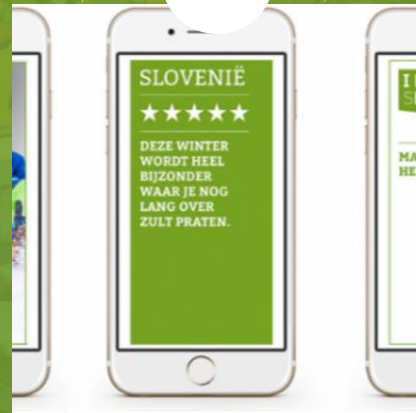 SLOVENIË
DEZE WINTER
WORDT HEEL
BIJZONDER
WAAR JE NOG
LANG OVER
ZULT PRATEN.